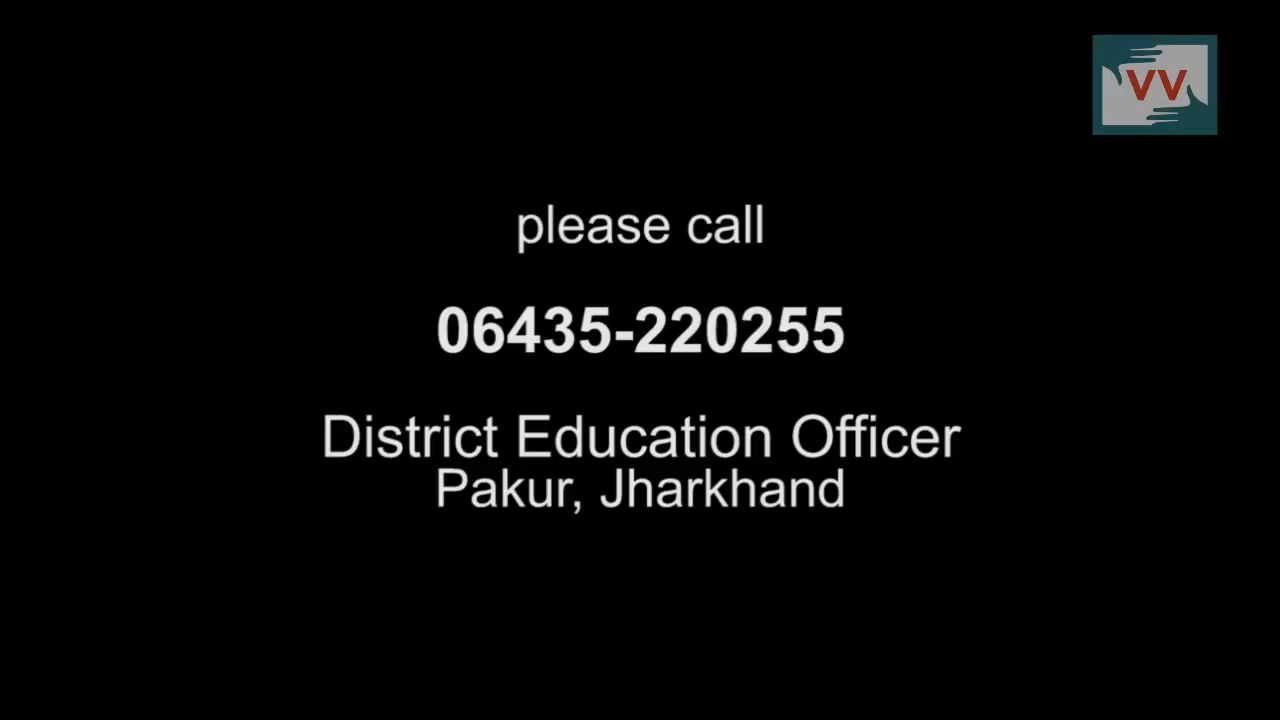 VV
please call
06435-220255
District Education Officer
Pakur, Jharkhand